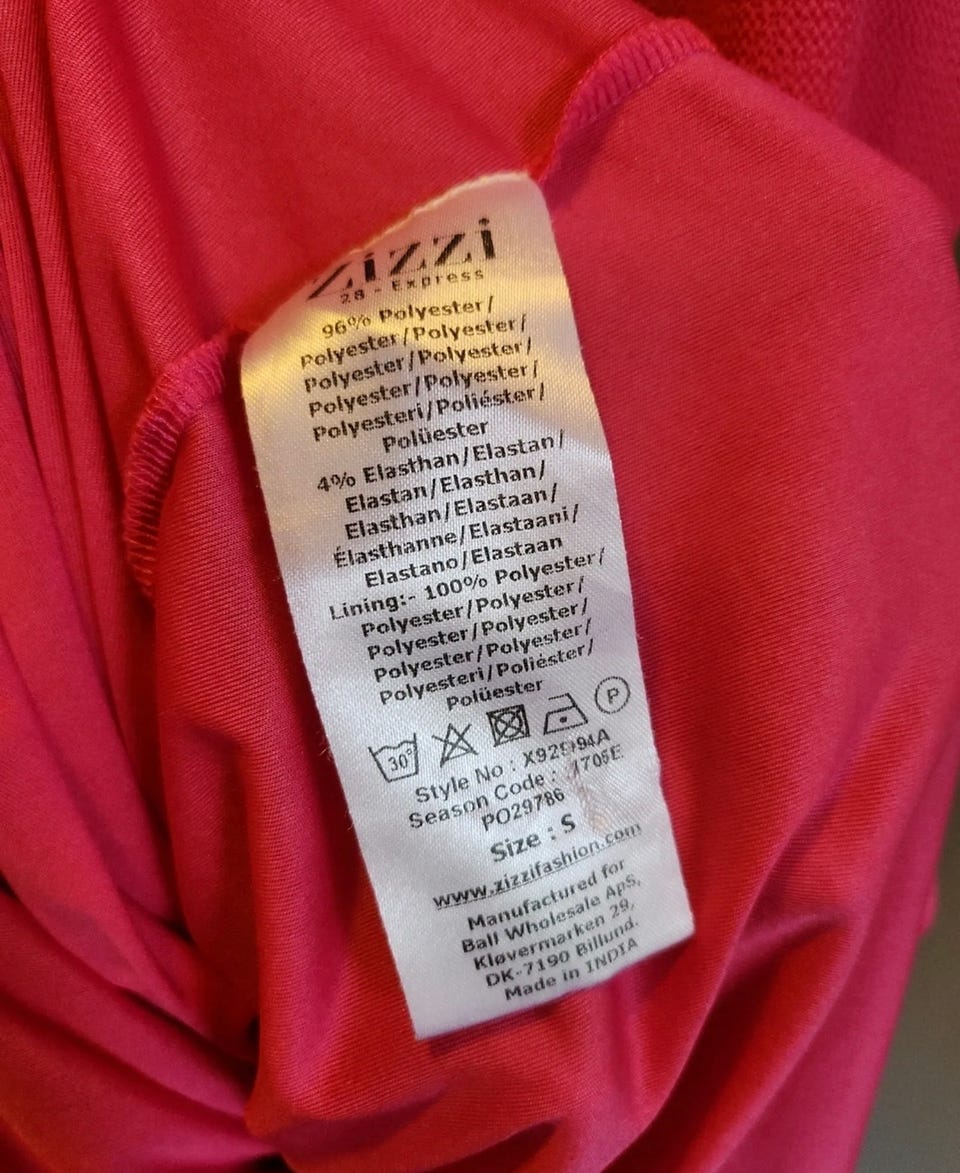 zizzi
28 - Express
96% Polyester/
Polyester/Polyester/
Polyester/Polyester/
Polyester/Polyester/
Polyesteri/Poliéster/
Polüester
4% Elasthan/Elastan/
Elastan/Elasthan/
Elasthan/Elastaan/
Élasthanne/Elastaani/
Elastano/Elastaan
Lining:- 100% Polyester/
Polyester/Polyester/
Polyester/Polyester/
Polyester/Polyester/
Polyesteri/Poliéster/
Polüester
30° P
Style No :
Season Code :
PO29786
Size : S
www.zizzifashion.com
Manufactured for
Ball Wholesale ApS,
Kløvermarken 29,
DK-7190 Billund.
Made in INDIA